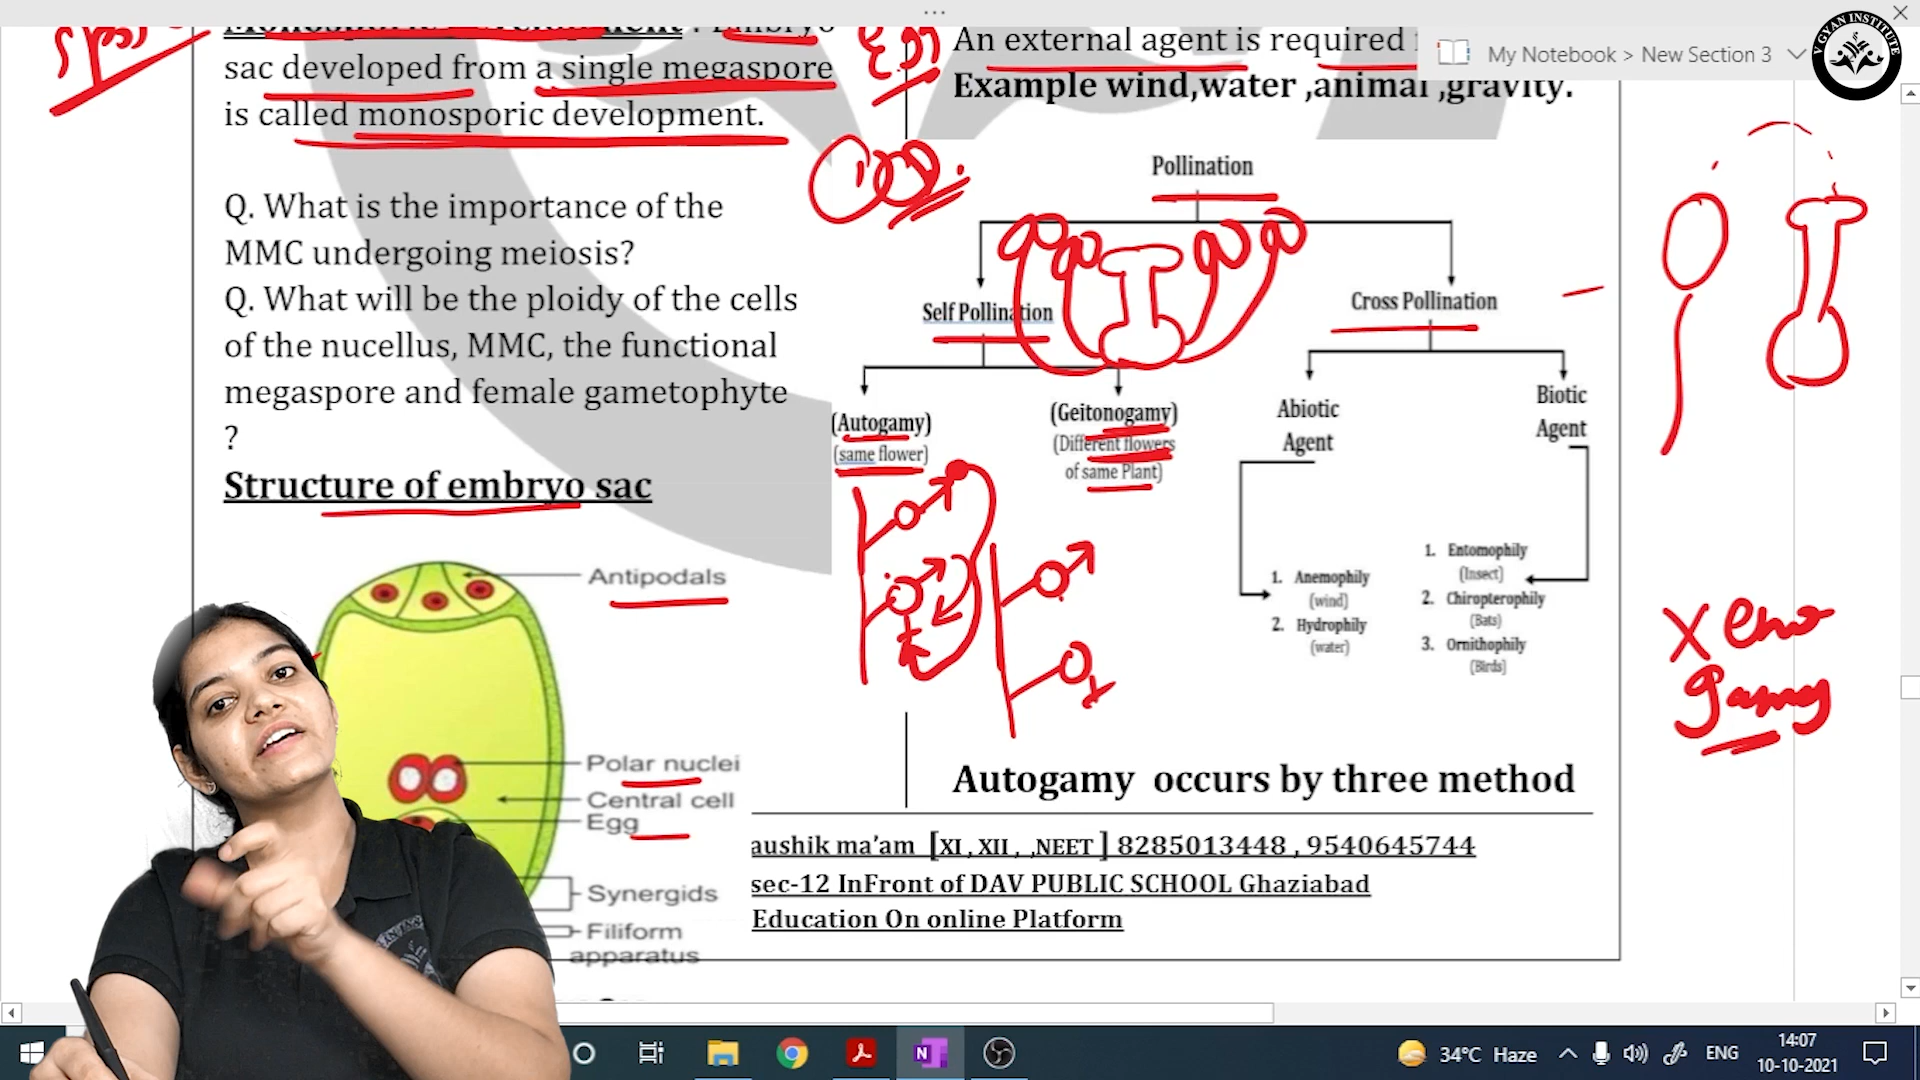 My Notebook > New Section 3
V GYAN INSTITUTE
sac developed from a single megaspore
is called monosporic development.
Q. What is the importance of the
MMC undergoing meiosis?
Q. What will be the ploidy of the cells
of the nucellus, MMC, the functional
megaspore and female gametophyte
?
Structure of embryo sac
Antipodals
Polar nuclei
Central cell
Egg
Synergids
Filiform
apparatus
An external agent is required
Example wind,water ,animal ,gravity.
Pollination
Self Pollination
Cross Pollination
(Autogamy)
(same flower)
(Geitonogamy)
(Different flowers
of same Plant)
Abiotic
Agent
Biotic
Agent
1. Anemophily
(wind)
2. Hydrophily
(water)
1. Entomophily
(Insect)
2. Chiropterophily
(Bats)
3. Ornithophily
(Birds)
Xeno
gamy
Autogamy occurs by three method
aushik ma’am [XI , XII , ,NEET ] 8285013448 , 9540645744
sec-12 InFront of DAV PUBLIC SCHOOL Ghaziabad
Education On online Platform
34°C Haze
ENG
14:07
10-10-2021